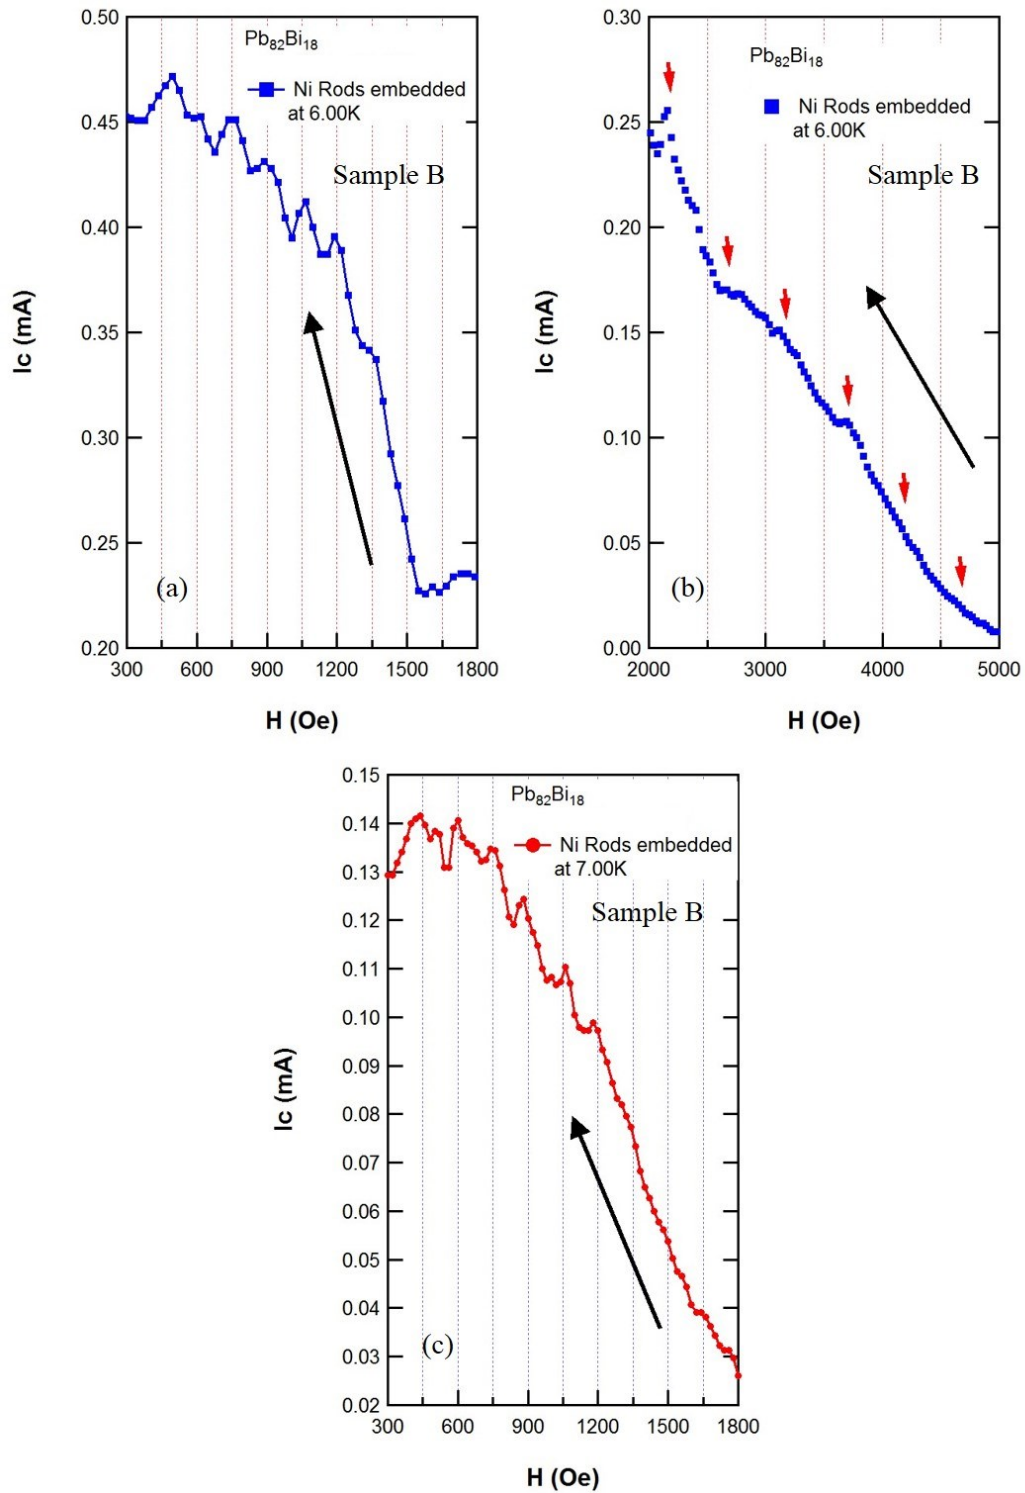 0.50
0.45
0.40
0.35
0.30
0.25
0.20
Ic (mA)
Pb₈₂Bi₁₈
Ni Rods embedded
at 6.00K
Sample B
(a)
300 600 900 1200 1500 1800
H (Oe)
0.30
0.25
0.20
0.15
0.10
0.05
0.00
Ic (mA)
Pb₈₂Bi₁₈
Ni Rods embedded
at 6.00K
Sample B
(b)
2000 3000 4000 5000
H (Oe)
0.15
0.14
0.13
0.12
0.11
0.10
0.09
0.08
0.07
0.06
0.05
0.04
0.03
0.02
Ic (mA)
Pb₈₂Bi₁₈
Ni Rods embedded
at 7.00K
Sample B
(c)
300 600 900 1200 1500 1800
H (Oe)